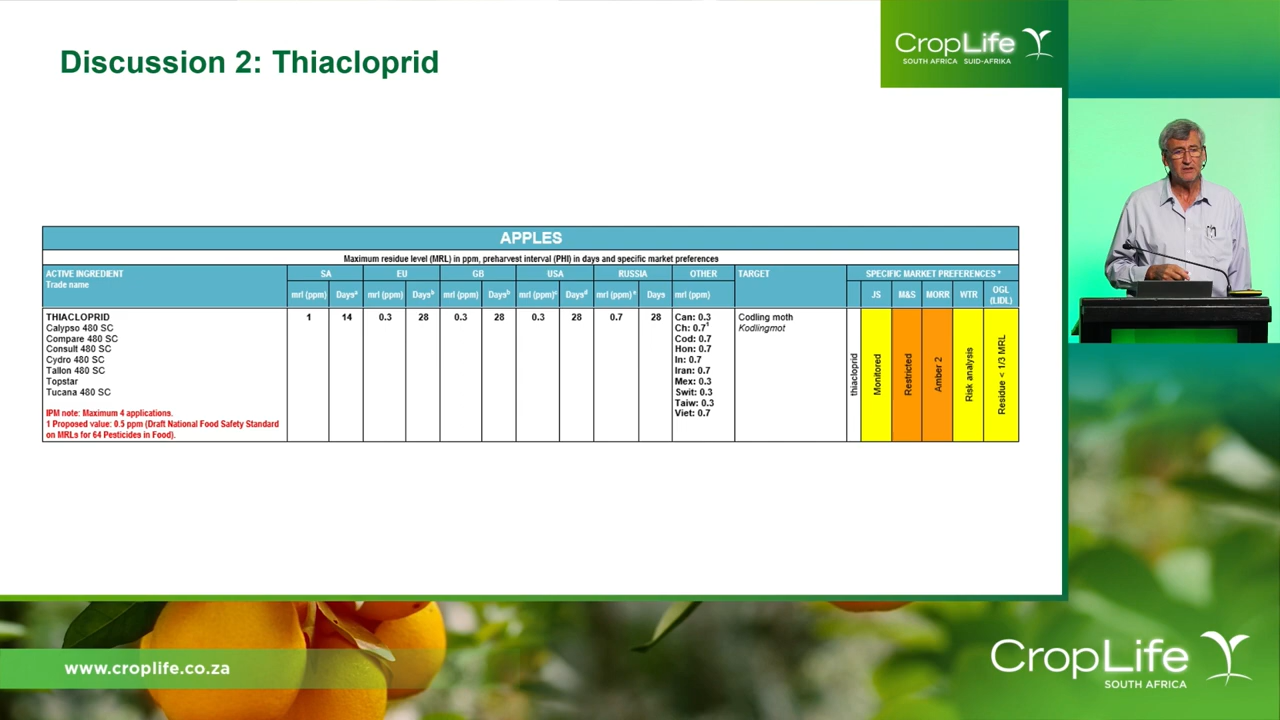 Discussion 2: Thiacloprid
CropLife
SOUTH AFRICA SUID-AFRIKA
APPLES
Maximum residue level (MRL) in ppm, preharvest interval (PHI) in days and specific market preferences
ACTIVE INGREDIENT
Trade name
SA
EU
GB
USA
RUSSIA
OTHER
TARGET
SPECIFIC MARKET PREFERENCES *
mrl (ppm)
Daysᵃ
mrl (ppm)
Daysᵇ
mrl (ppm)
Daysᵇ
mrl (ppm)ᶜ
Daysᵈ
mrl (ppm)ᵉ
Days
mrl (ppm)
JS
M&S
MORR
WTR
OGL
(LIDL)
THIACLOPRID
Calypso 480 SC
Compare 480 SC
Consult 480 SC
Cydro 480 SC
Tallon 480 SC
Topstar
Tucana 480 SC
IPM note: Maximum 4 applications.
1 Proposed value: 0.5 ppm (Draft National Food Safety Standard
on MRLs for 64 Pesticides in Food).
1
14
0.3
28
0.3
28
0.3
28
0.7
28
Can: 0.3
Ch: 0.7¹
Cod: 0.7
Hon: 0.7
In: 0.7
Iran: 0.7
Mex: 0.3
Swit: 0.3
Taiw: 0.3
Viet: 0.7
Codling moth
Kodlingmot
thiacloprid
Monitored
Restricted
Amber 2
Risk analysis
Residue < 1/3 MRL
www.croplife.co.za
CropLife
SOUTH AFRICA